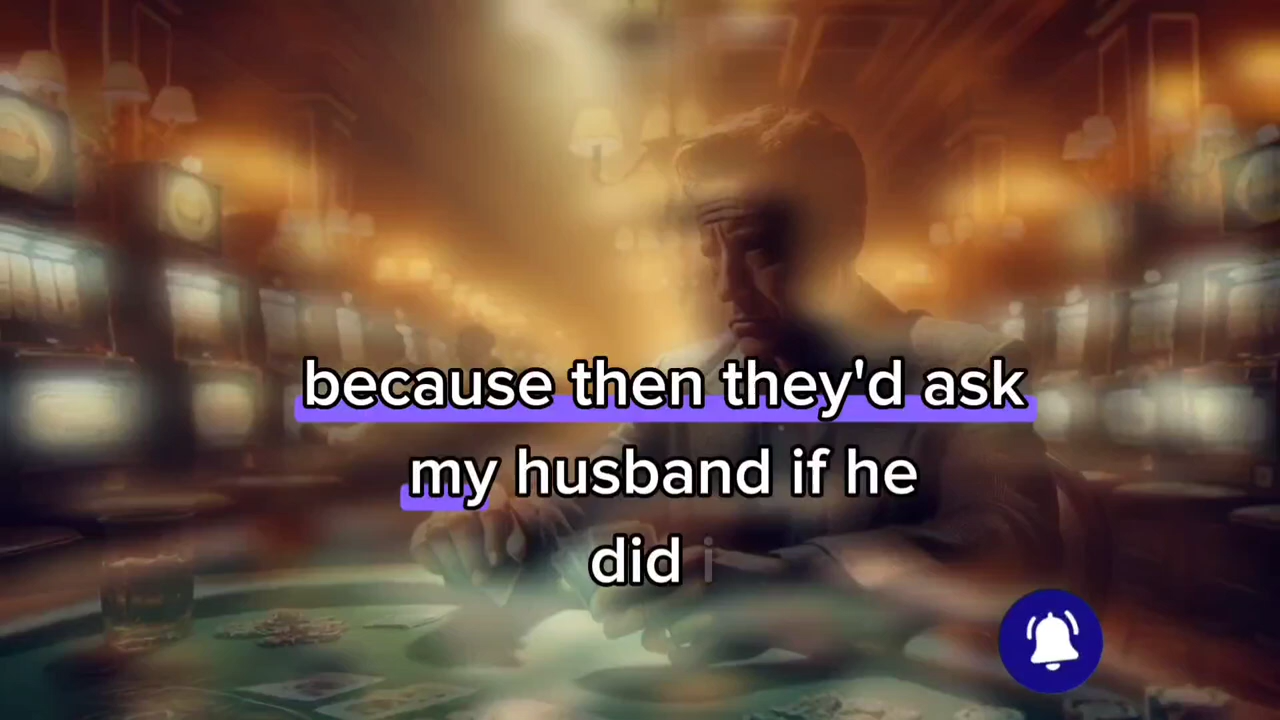 because then they'd ask
my husband if he
did i